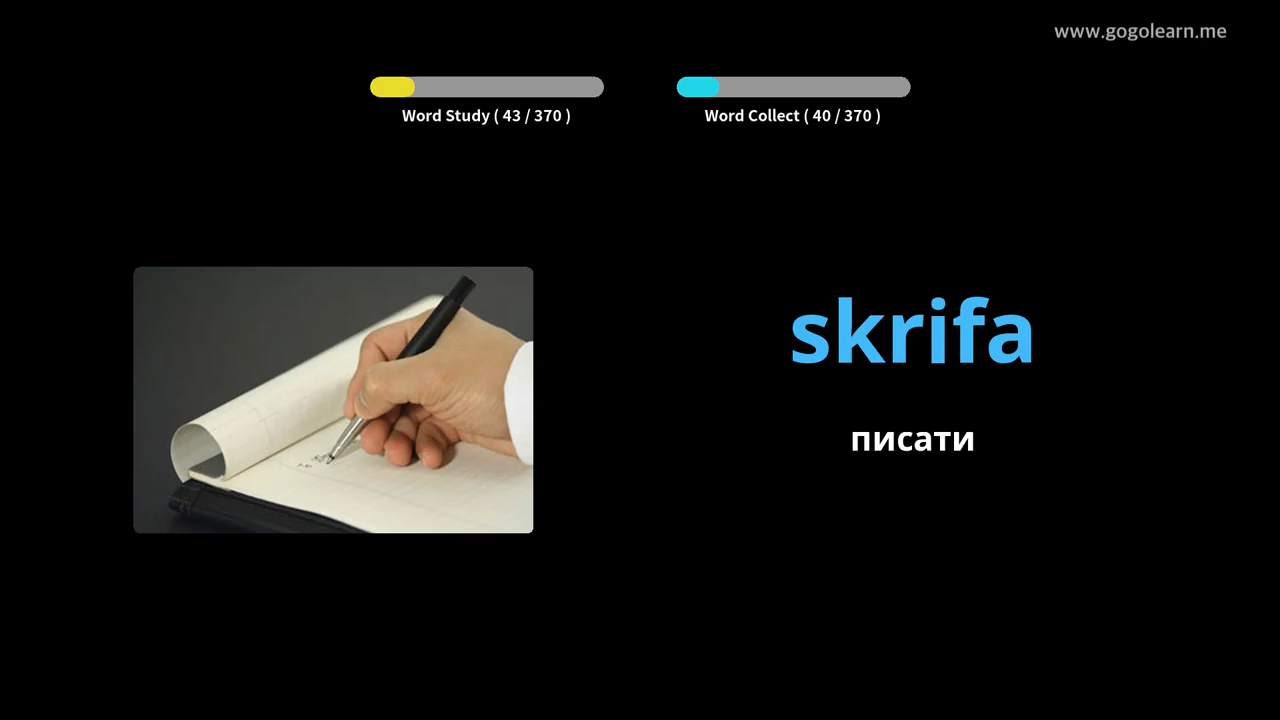 www.gogolearn.me
Word Study ( 43 / 370 )
Word Collect ( 40 / 370 )
skrifa
писати